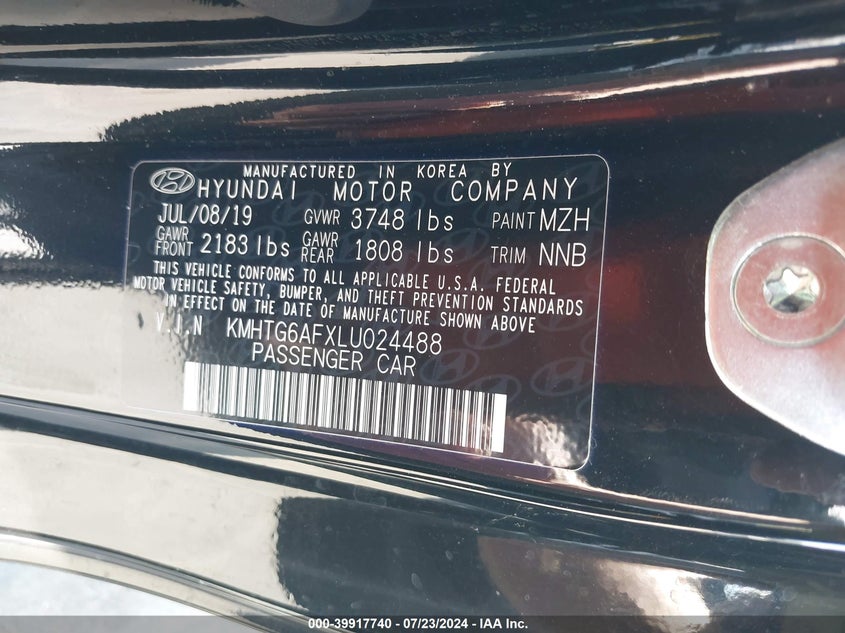 MANUFACTURED IN KOREA BY
HYUNDAI MOTOR COMPANY
JUL/08/19 GVWR 3748 lbs PAINT MZH
GAWR FRONT 2183 lbs GAWR REAR 1808 lbs TRIM NNB
THIS VEHICLE CONFORMS TO ALL APPLICABLE U.S.A. FEDERAL
MOTOR VEHICLE SAFETY, BUMPER, AND THEFT PREVENTION STANDARDS
IN EFFECT ON THE DATE OF MANUFACTURE SHOWN ABOVE
V.I.N KMHTG6AFXLU024488
PASSENGER CAR
000-39917740 / 07/23/2024 - IAA Inc.